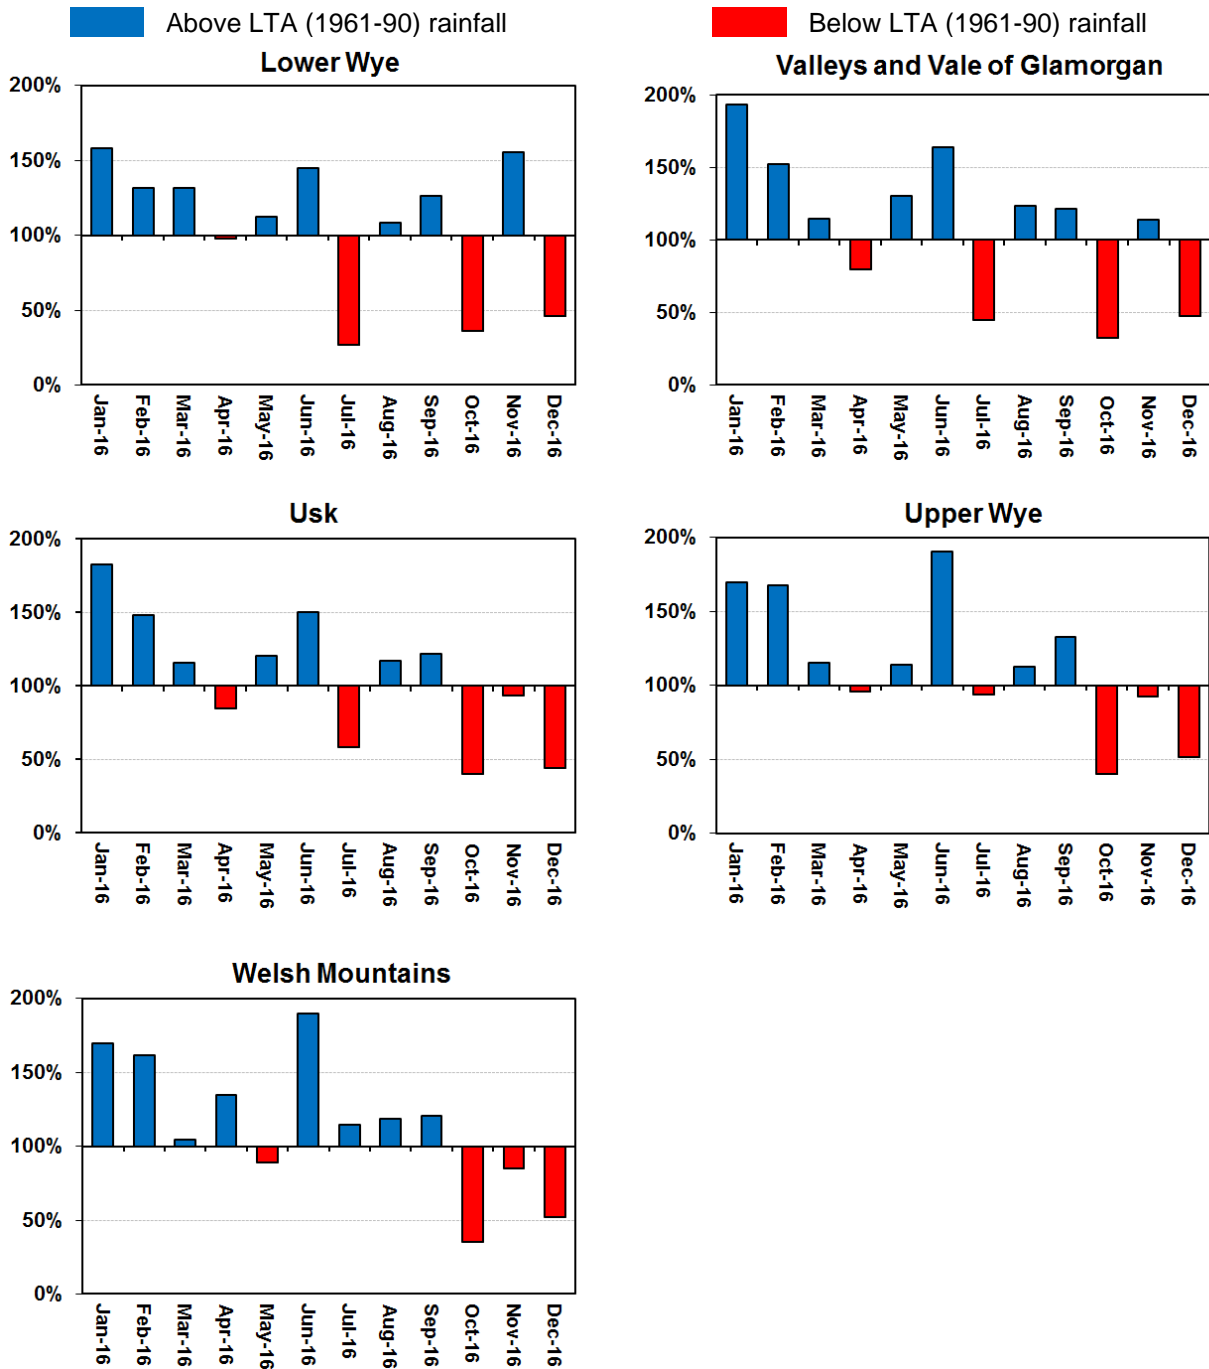 Above LTA (1961-90) rainfall
Below LTA (1961-90) rainfall
Lower Wye
200%
150%
100%
50%
0%
Jan-16
Feb-16
Mar-16
Apr-16
May-16
Jun-16
Jul-16
Aug-16
Sep-16
Oct-16
Nov-16
Dec-16
Valleys and Vale of Glamorgan
200%
150%
100%
50%
0%
Jan-16
Feb-16
Mar-16
Apr-16
May-16
Jun-16
Jul-16
Aug-16
Sep-16
Oct-16
Nov-16
Dec-16
Usk
200%
150%
100%
50%
0%
Jan-16
Feb-16
Mar-16
Apr-16
May-16
Jun-16
Jul-16
Aug-16
Sep-16
Oct-16
Nov-16
Dec-16
Upper Wye
200%
150%
100%
50%
0%
Jan-16
Feb-16
Mar-16
Apr-16
May-16
Jun-16
Jul-16
Aug-16
Sep-16
Oct-16
Nov-16
Dec-16
Welsh Mountains
200%
150%
100%
50%
0%
Jan-16
Feb-16
Mar-16
Apr-16
May-16
Jun-16
Jul-16
Aug-16
Sep-16
Oct-16
Nov-16
Dec-16